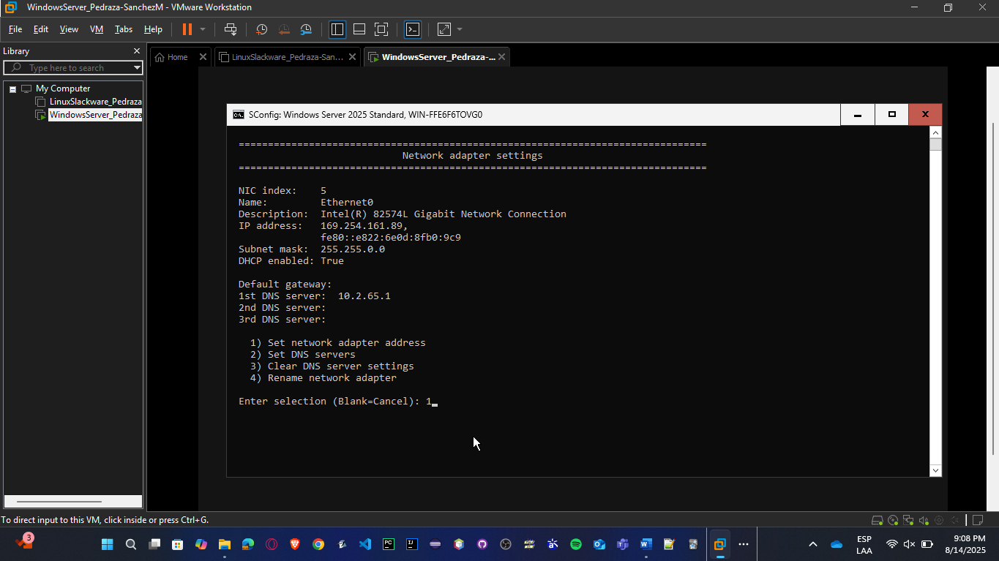 WindowsServer_Pedraza-SanchezM - VMware Workstation
File Edit View VM Tabs Help
Library
Type here to search
My Computer
LinuxSlackware_Pedraza
WindowsServer_Pedraza
Home
LinuxSlackware_Pedraza-San...
WindowsServer_Pedraza-...
SConfig: Windows Server 2025 Standard, WIN-FFE6F6TOVG0
================================================================================
Network adapter settings
================================================================================
NIC index: 5
Name: Ethernet0
Description: Intel(R) 82574L Gigabit Network Connection
IP address: 169.254.161.89,
fe80::e822:6e0d:8fb0:9c9
Subnet mask: 255.255.0.0
DHCP enabled: True
Default gateway:
1st DNS server: 10.2.65.1
2nd DNS server:
3rd DNS server:
1) Set network adapter address
2) Set DNS servers
3) Clear DNS server settings
4) Rename network adapter
Enter selection (Blank=Cancel): 1
To direct input to this VM, click inside or press Ctrl+G.
3
ESP
LAA
9:08 PM
8/14/2025